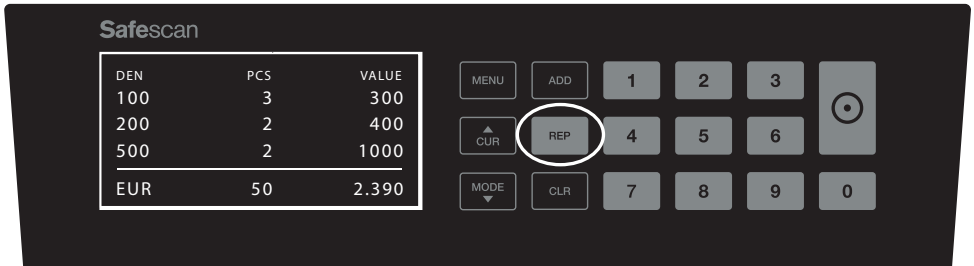 Safescan
DEN PCS VALUE
100 3 300
200 2 400
500 2 1000
EUR 50 2.390
MENU ADD 1 2 3
CUR REP 4 5 6
MODE CLR 7 8 9 0